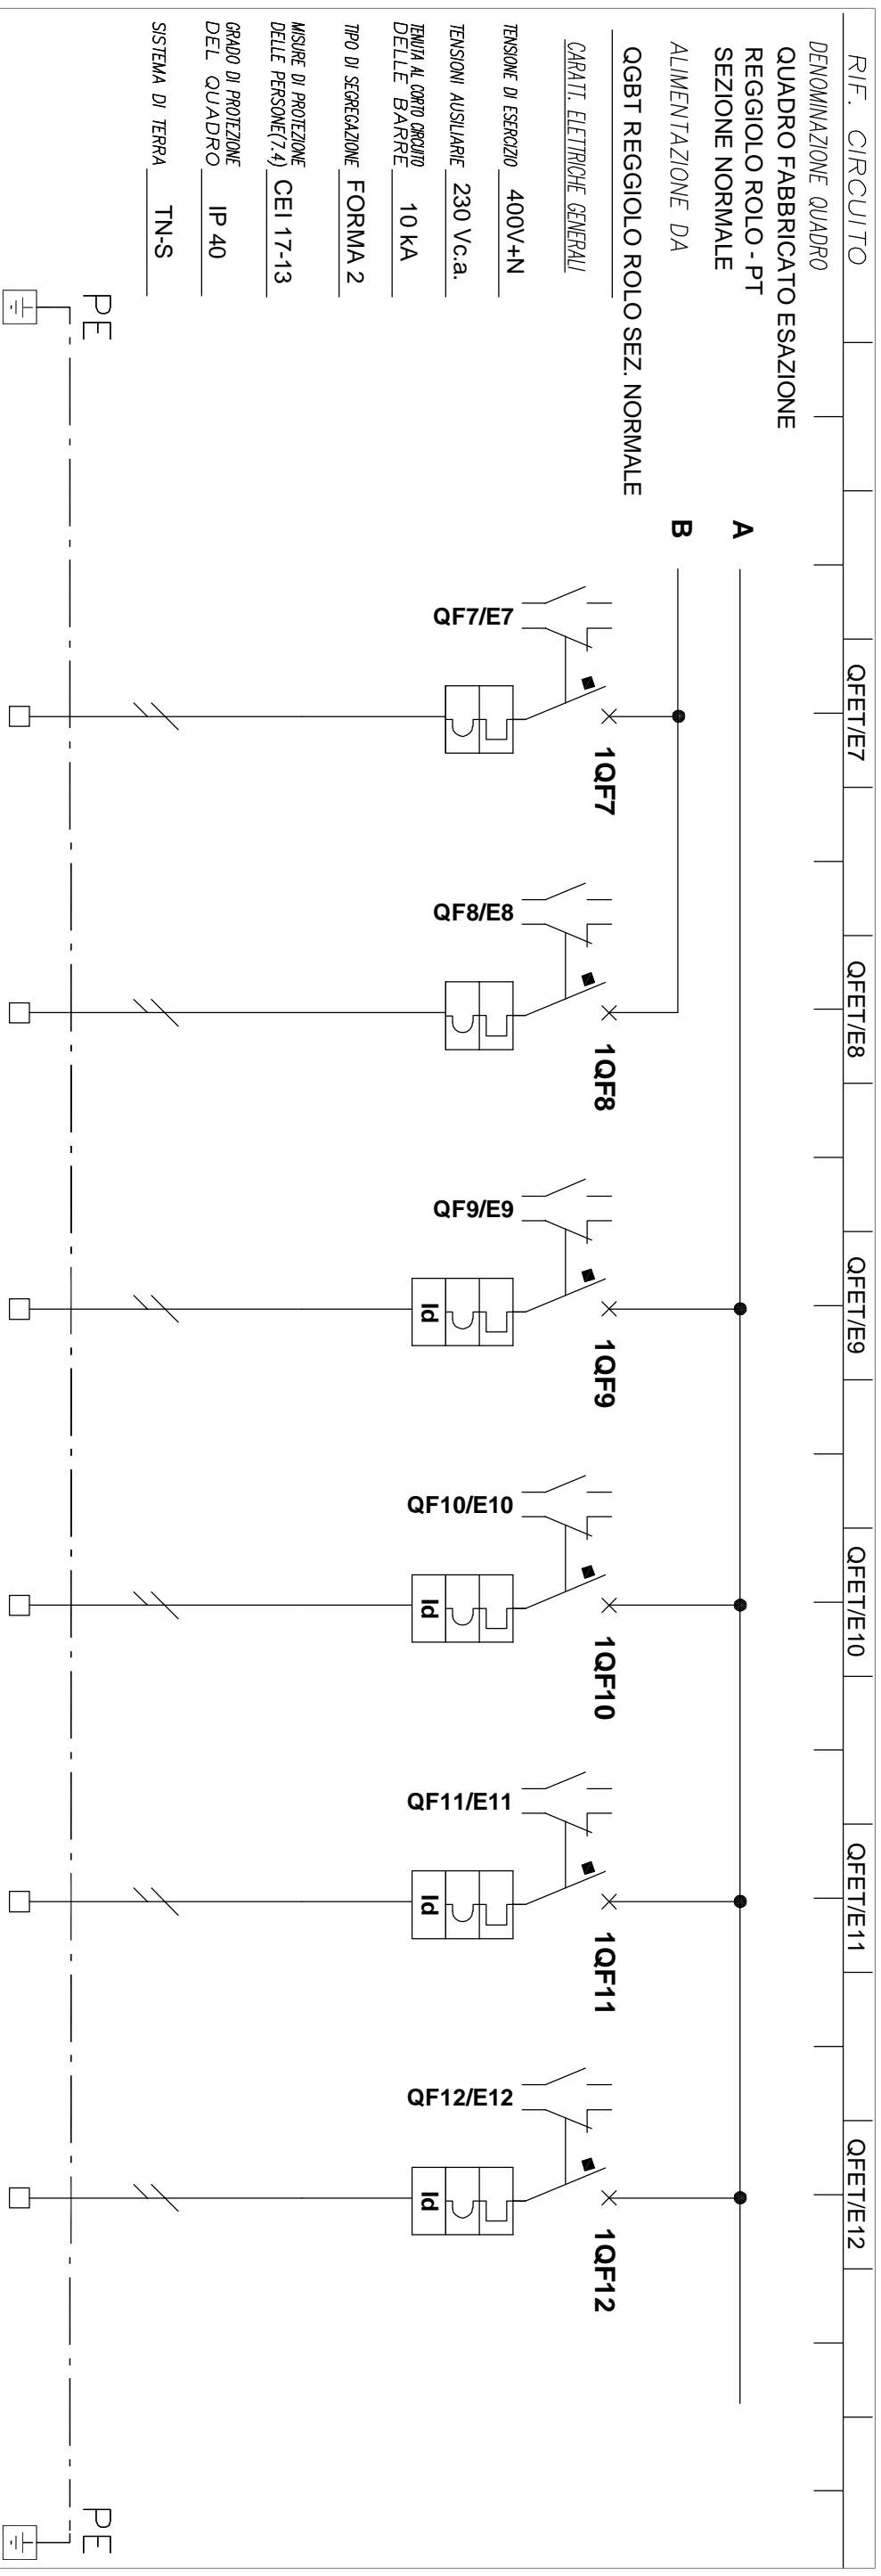 RIF. CIRCUITO
QFET/E7
QFET/E8
QFET/E9
QFET/E10
QFET/E11
QFET/E12
DENOMINAZIONE QUADRO
QUADRO FABBRICATO ESAZIONE
REGGIOLO ROLO - PT
SEZIONE NORMALE
ALIMENTAZIONE DA
QGBT REGGIOLO ROLO SEZ. NORMALE
CARATT. ELETTRICHE GENERALI
TENSIONE DI ESERCIZIO 400V+N
TENSIONI AUSILIARIE 230 Vc.a.
TENUTA AL CORTO CIRCUITO
DELLE BARRE 10 kA
TIPO DI SEGREGAZIONE FORMA 2
MISURE DI PROTEZIONE
DELLE PERSONE(7.4) CEI 17-13
GRADO DI PROTEZIONE
DEL QUADRO IP 40
SISTEMA DI TERRA TN-S
A
B
1QF7
1QF8
1QF9
1QF10
1QF11
1QF12
QF7/E7
QF8/E8
QF9/E9
QF10/E10
QF11/E11
QF12/E12
Id
Id
Id
Id
PE
PE